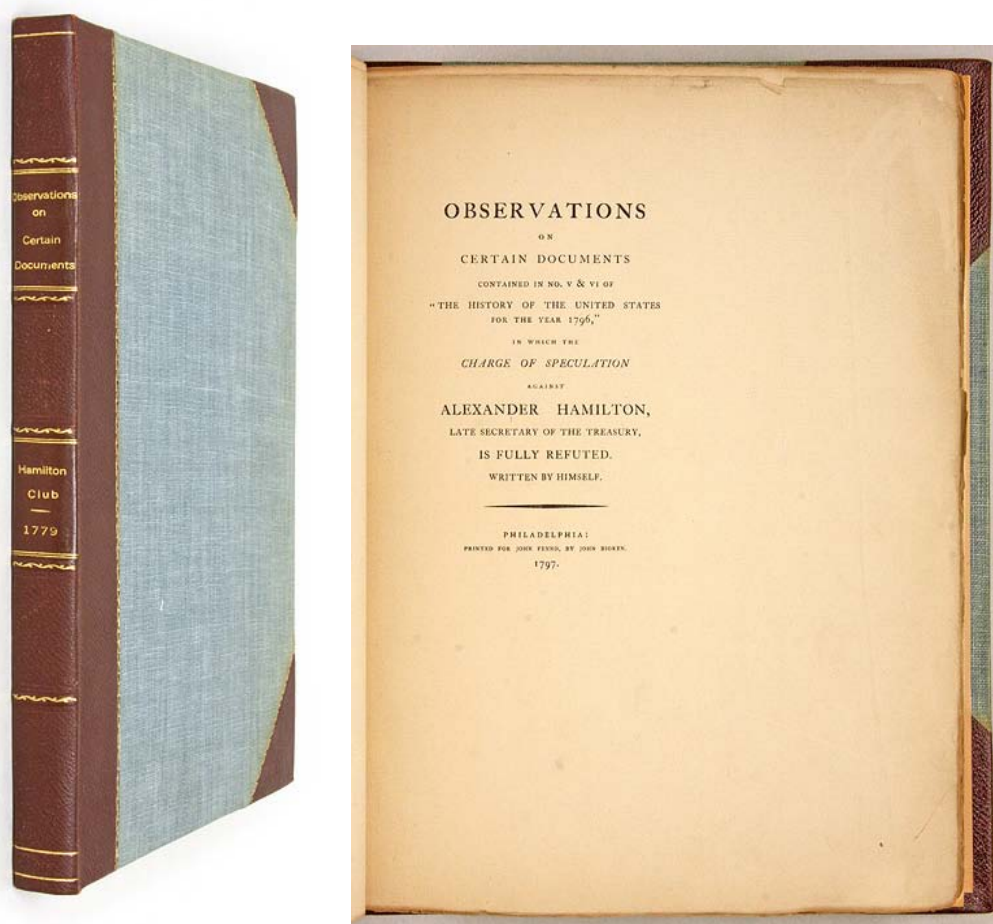 Observations
on
Certain
Documents
Hamilton
Club
1779
OBSERVATIONS
ON
CERTAIN DOCUMENTS
CONTAINED IN NO. V & VI OF
"THE HISTORY OF THE UNITED STATES
FOR THE YEAR 1796,"
IN WHICH THE
CHARGE OF SPECULATION
AGAINST
ALEXANDER HAMILTON,
LATE SECRETARY OF THE TREASURY,
IS FULLY REFUTED.
WRITTEN BY HIMSELF.
PHILADELPHIA:
PRINTED FOR JOHN FENNO, BY JOHN BIOREN.
1797.